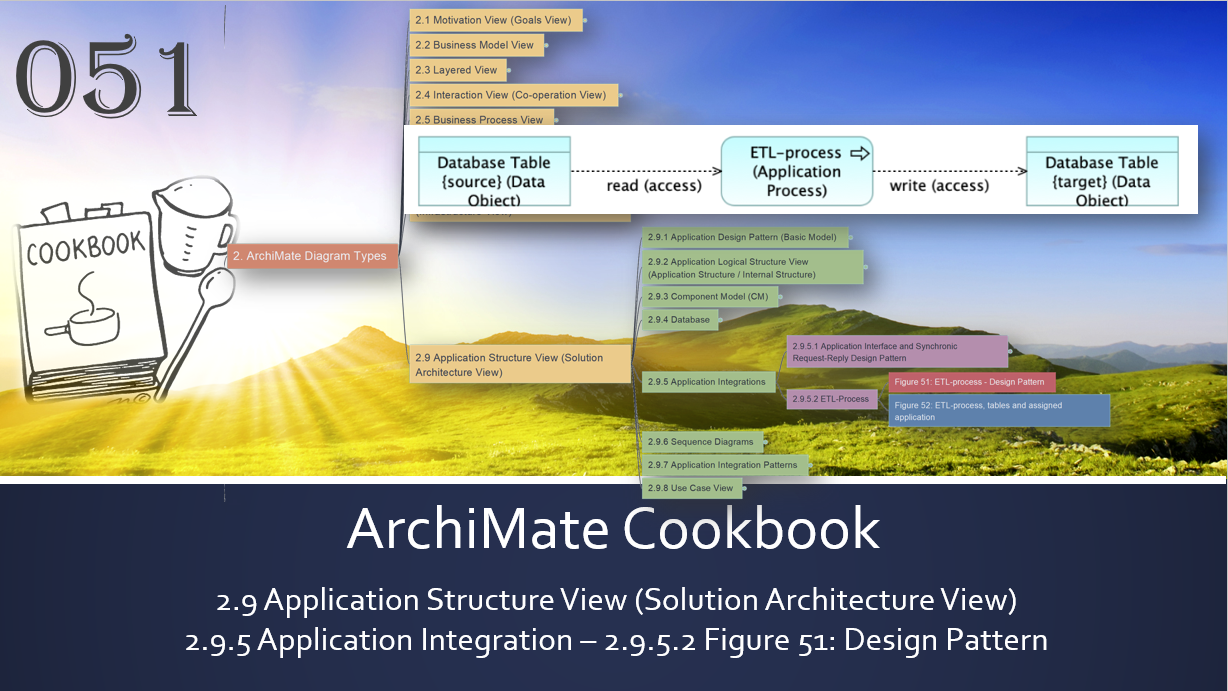 051
2.1 Motivation View (Goals View)
2.2 Business Model View
2.3 Layered View
2.4 Interaction View (Co-operation View)
2.5 Business Process View
Database Table
{source} (Data
Object)
read (access)
ETL-process
(Application
Process)
write (access)
Database Table
{target} (Data
Object)
COOKBOOK
2. ArchiMate Diagram Types
2.9.1 Application Design Pattern (Basic Model)
2.9.2 Application Logical Structure View
(Application Structure / Internal Structure)
2.9.3 Component Model (CM)
2.9.4 Database
2.9 Application Structure View (Solution
Architecture View)
2.9.5.1 Application Interface and Synchronic
Request-Reply Design Pattern
2.9.5 Application Integrations
2.9.5.2 ETL-Process
Figure 51: ETL-process - Design Pattern
Figure 52: ETL-process, tables and assigned
application
2.9.6 Sequence Diagrams
2.9.7 Application Integration Patterns
2.9.8 Use Case View
ArchiMate Cookbook
2.9 Application Structure View (Solution Architecture View)
2.9.5 Application Integration – 2.9.5.2 Figure 51: Design Pattern